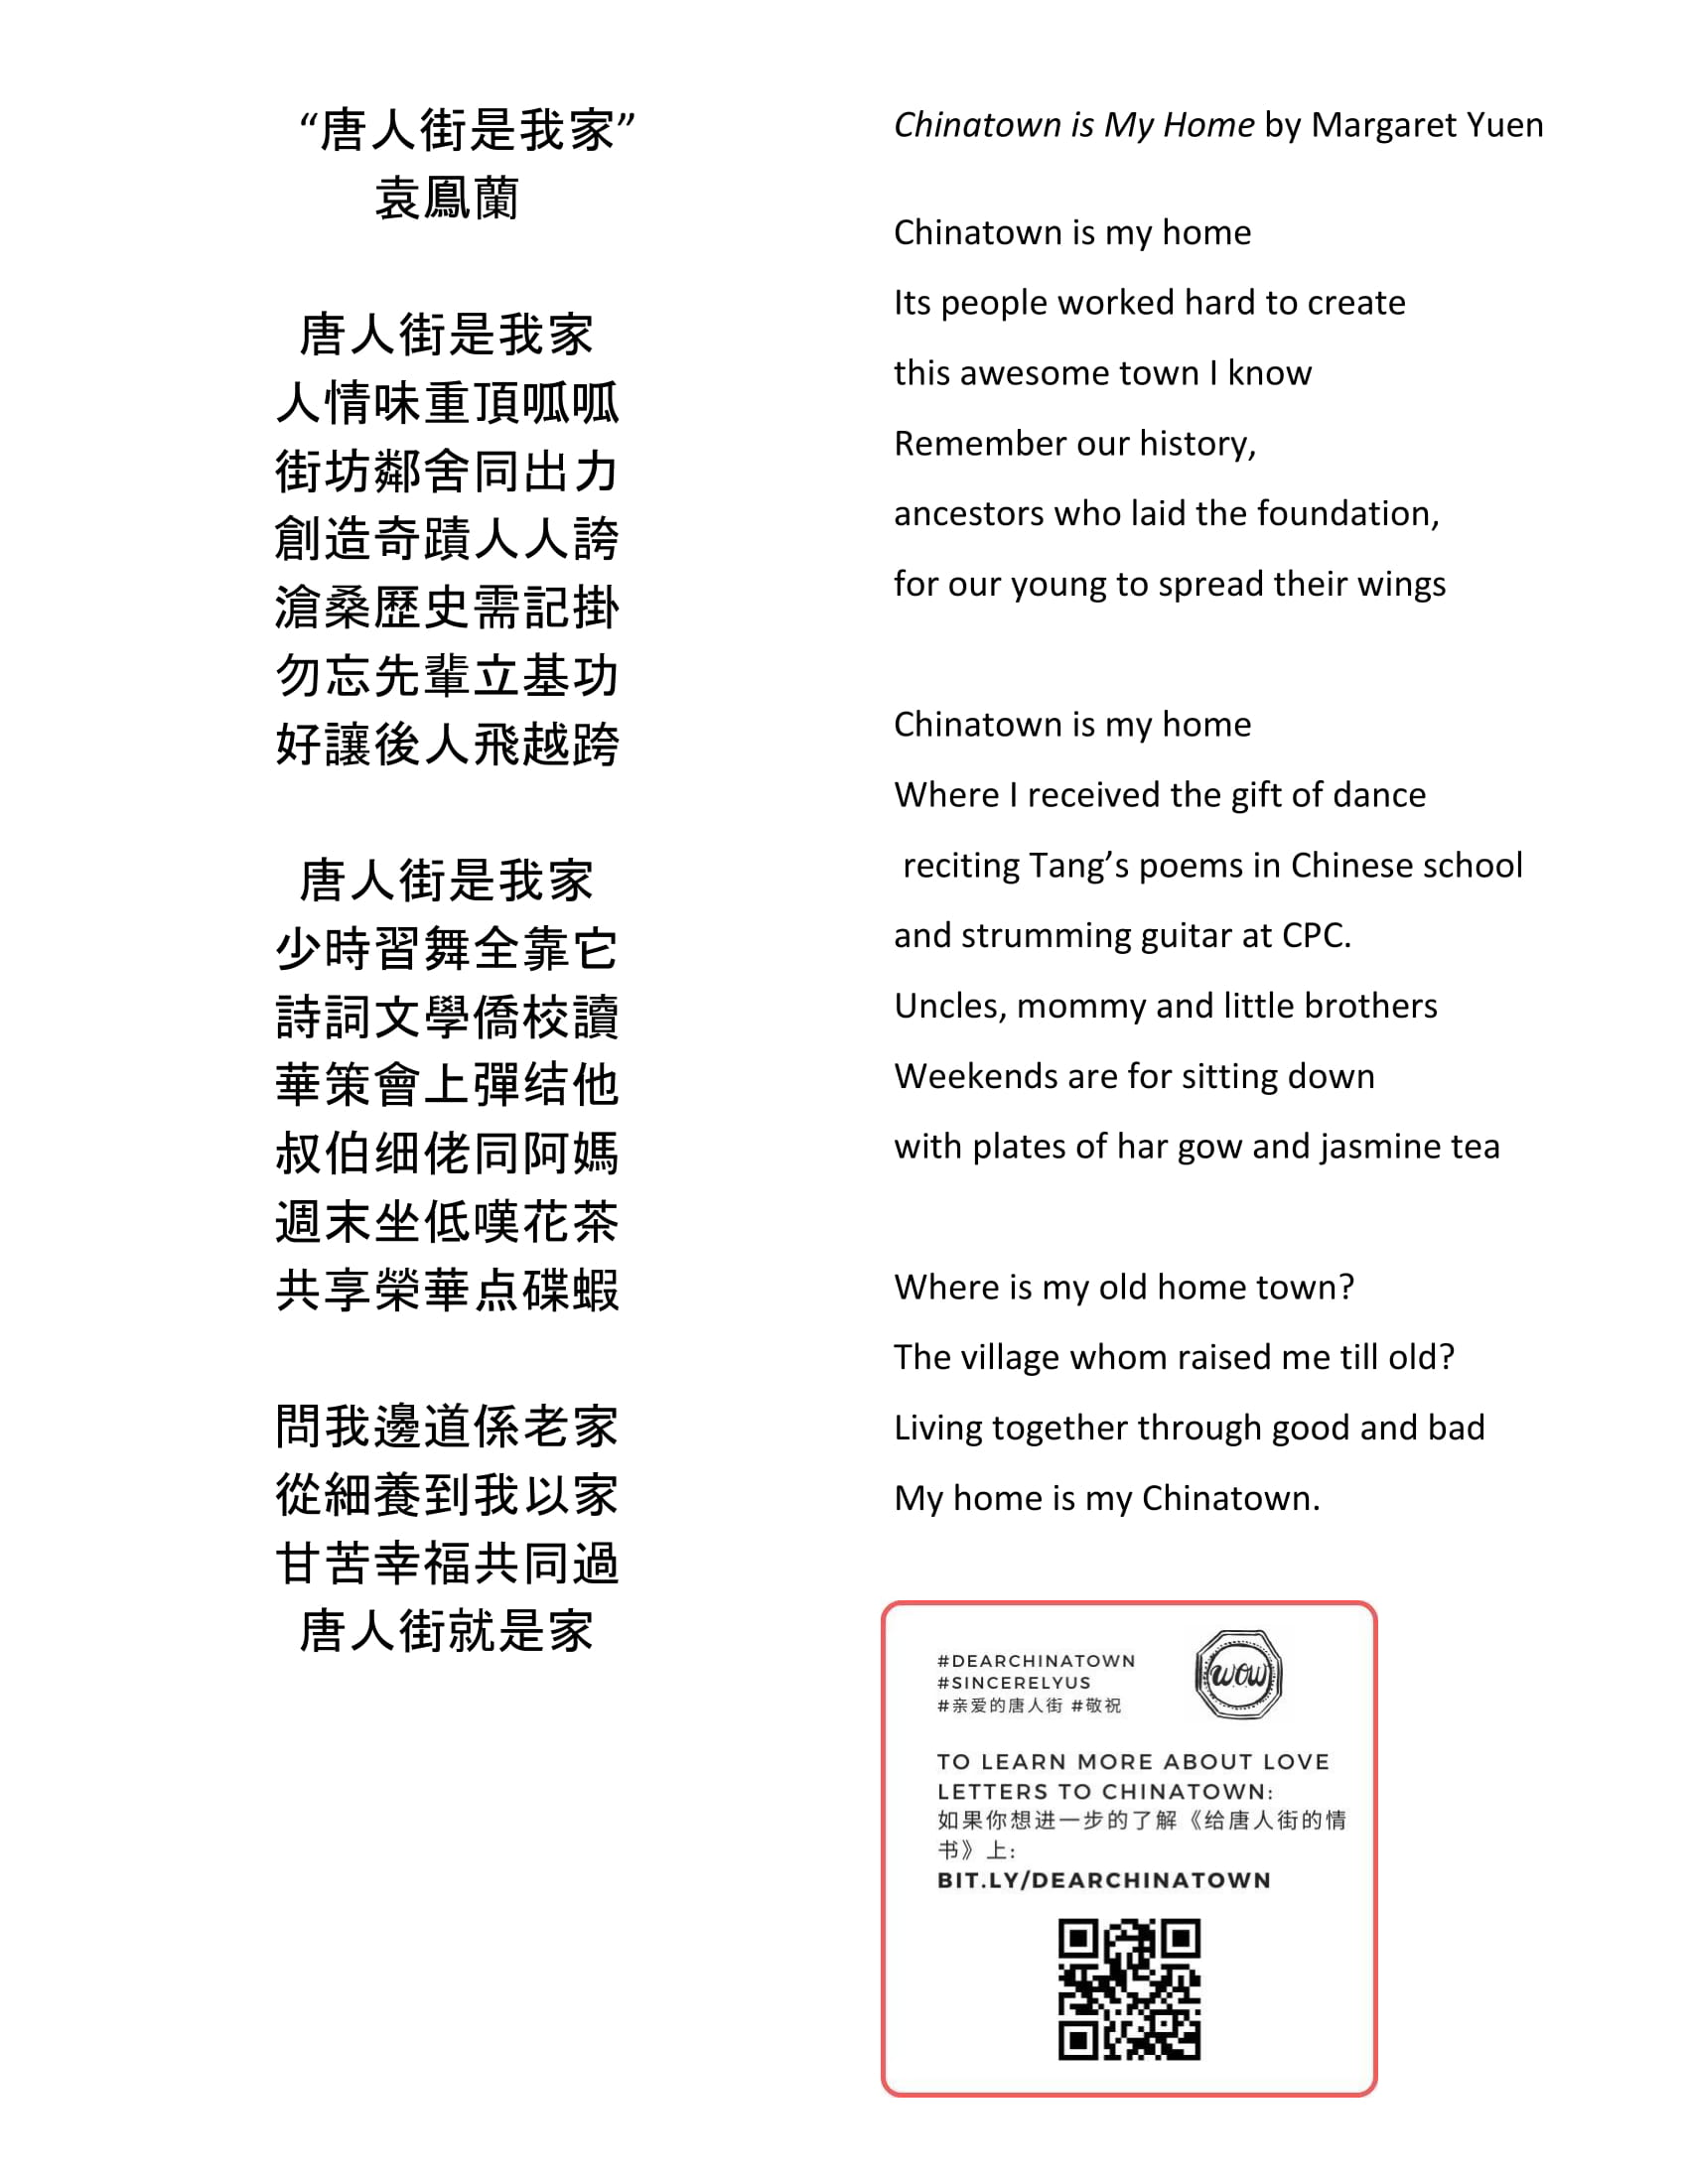 “唐人街是我家”
袁鳳蘭
唐人街是我家
人情味重頂呱呱
街坊鄰舍同出力
創造奇蹟人人誇
滄桑歷史需記掛
勿忘先輩立基功
好讓後人飛越跨
唐人街是我家
少時習舞全靠它
詩詞文學僑校讀
華策會上彈结他
叔伯细佬同阿媽
週末坐低嘆花茶
共享榮華点碟蝦
問我邊道係老家
從細養到我以家
甘苦幸福共同過
唐人街就是家
Chinatown is My Home by Margaret Yuen
Chinatown is my home
Its people worked hard to create
this awesome town I know
Remember our history,
ancestors who laid the foundation,
for our young to spread their wings
Chinatown is my home
Where I received the gift of dance
reciting Tang’s poems in Chinese school
and strumming guitar at CPC.
Uncles, mommy and little brothers
Weekends are for sitting down
with plates of har gow and jasmine tea
Where is my old home town?
The village whom raised me till old?
Living together through good and bad
My home is my Chinatown.
#DEARCHINATOWN
#SINCERELYUS
#亲爱的唐人街 #敬祝
WOW
TO LEARN MORE ABOUT LOVE
LETTERS TO CHINATOWN:
如果你想进一步的了解《给唐人街的情
书》上:
BIT.LY/DEARCHINATOWN